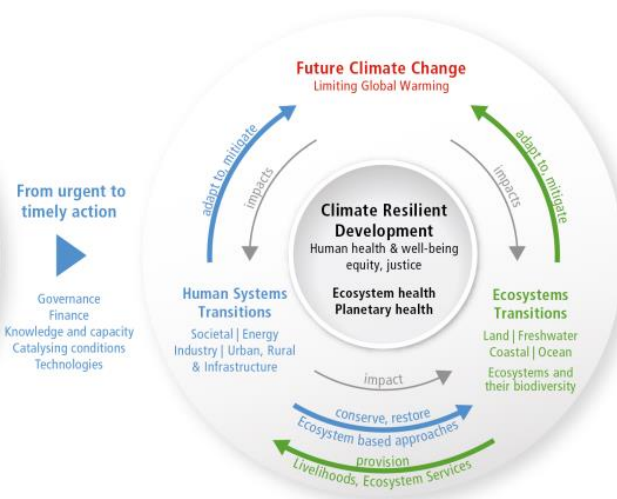 From urgent to
timely action
Governance
Finance
Knowledge and capacity
Catalysing conditions
Technologies
Future Climate Change
Limiting Global Warming
adapt to, mitigate
impacts
impacts
adapt to, mitigate
Climate Resilient
Development
Human health & well-being
equity, justice
Ecosystem health
Planetary health
Human Systems
Transitions
Societal | Energy
Industry | Urban, Rural
& Infrastructure
Ecosystems
Transitions
Land | Freshwater
Coastal | Ocean
Ecosystems and
their biodiversity
impact
conserve, restore
Ecosystem based approaches
provision
Livelihoods, Ecosystem Services